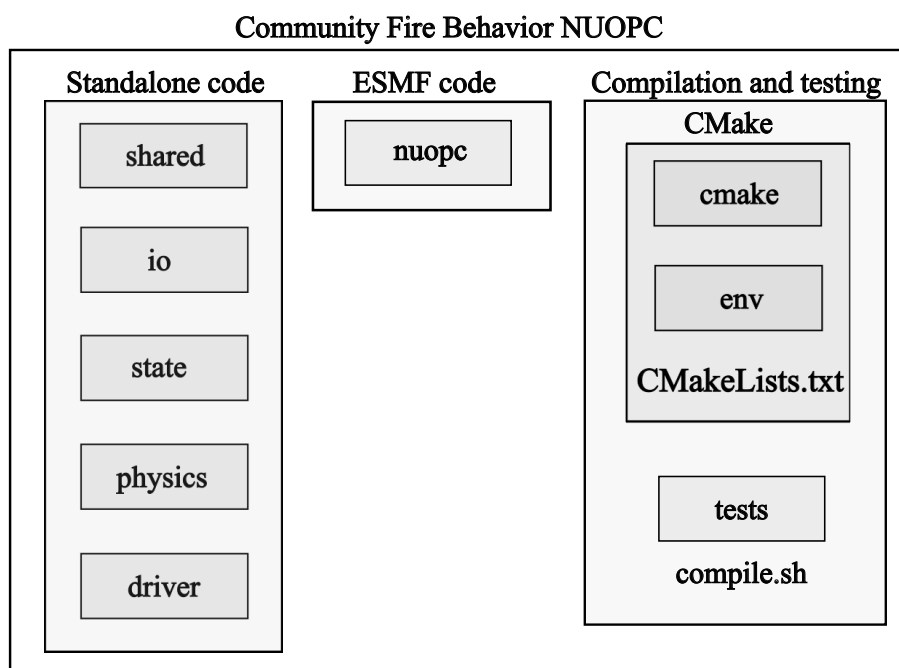 Community Fire Behavior NUOPC
Standalone code
shared
io
state
physics
driver
ESMF code
nuopc
Compilation and testing
CMake
cmake
env
CMakeLists.txt
tests
compile.sh